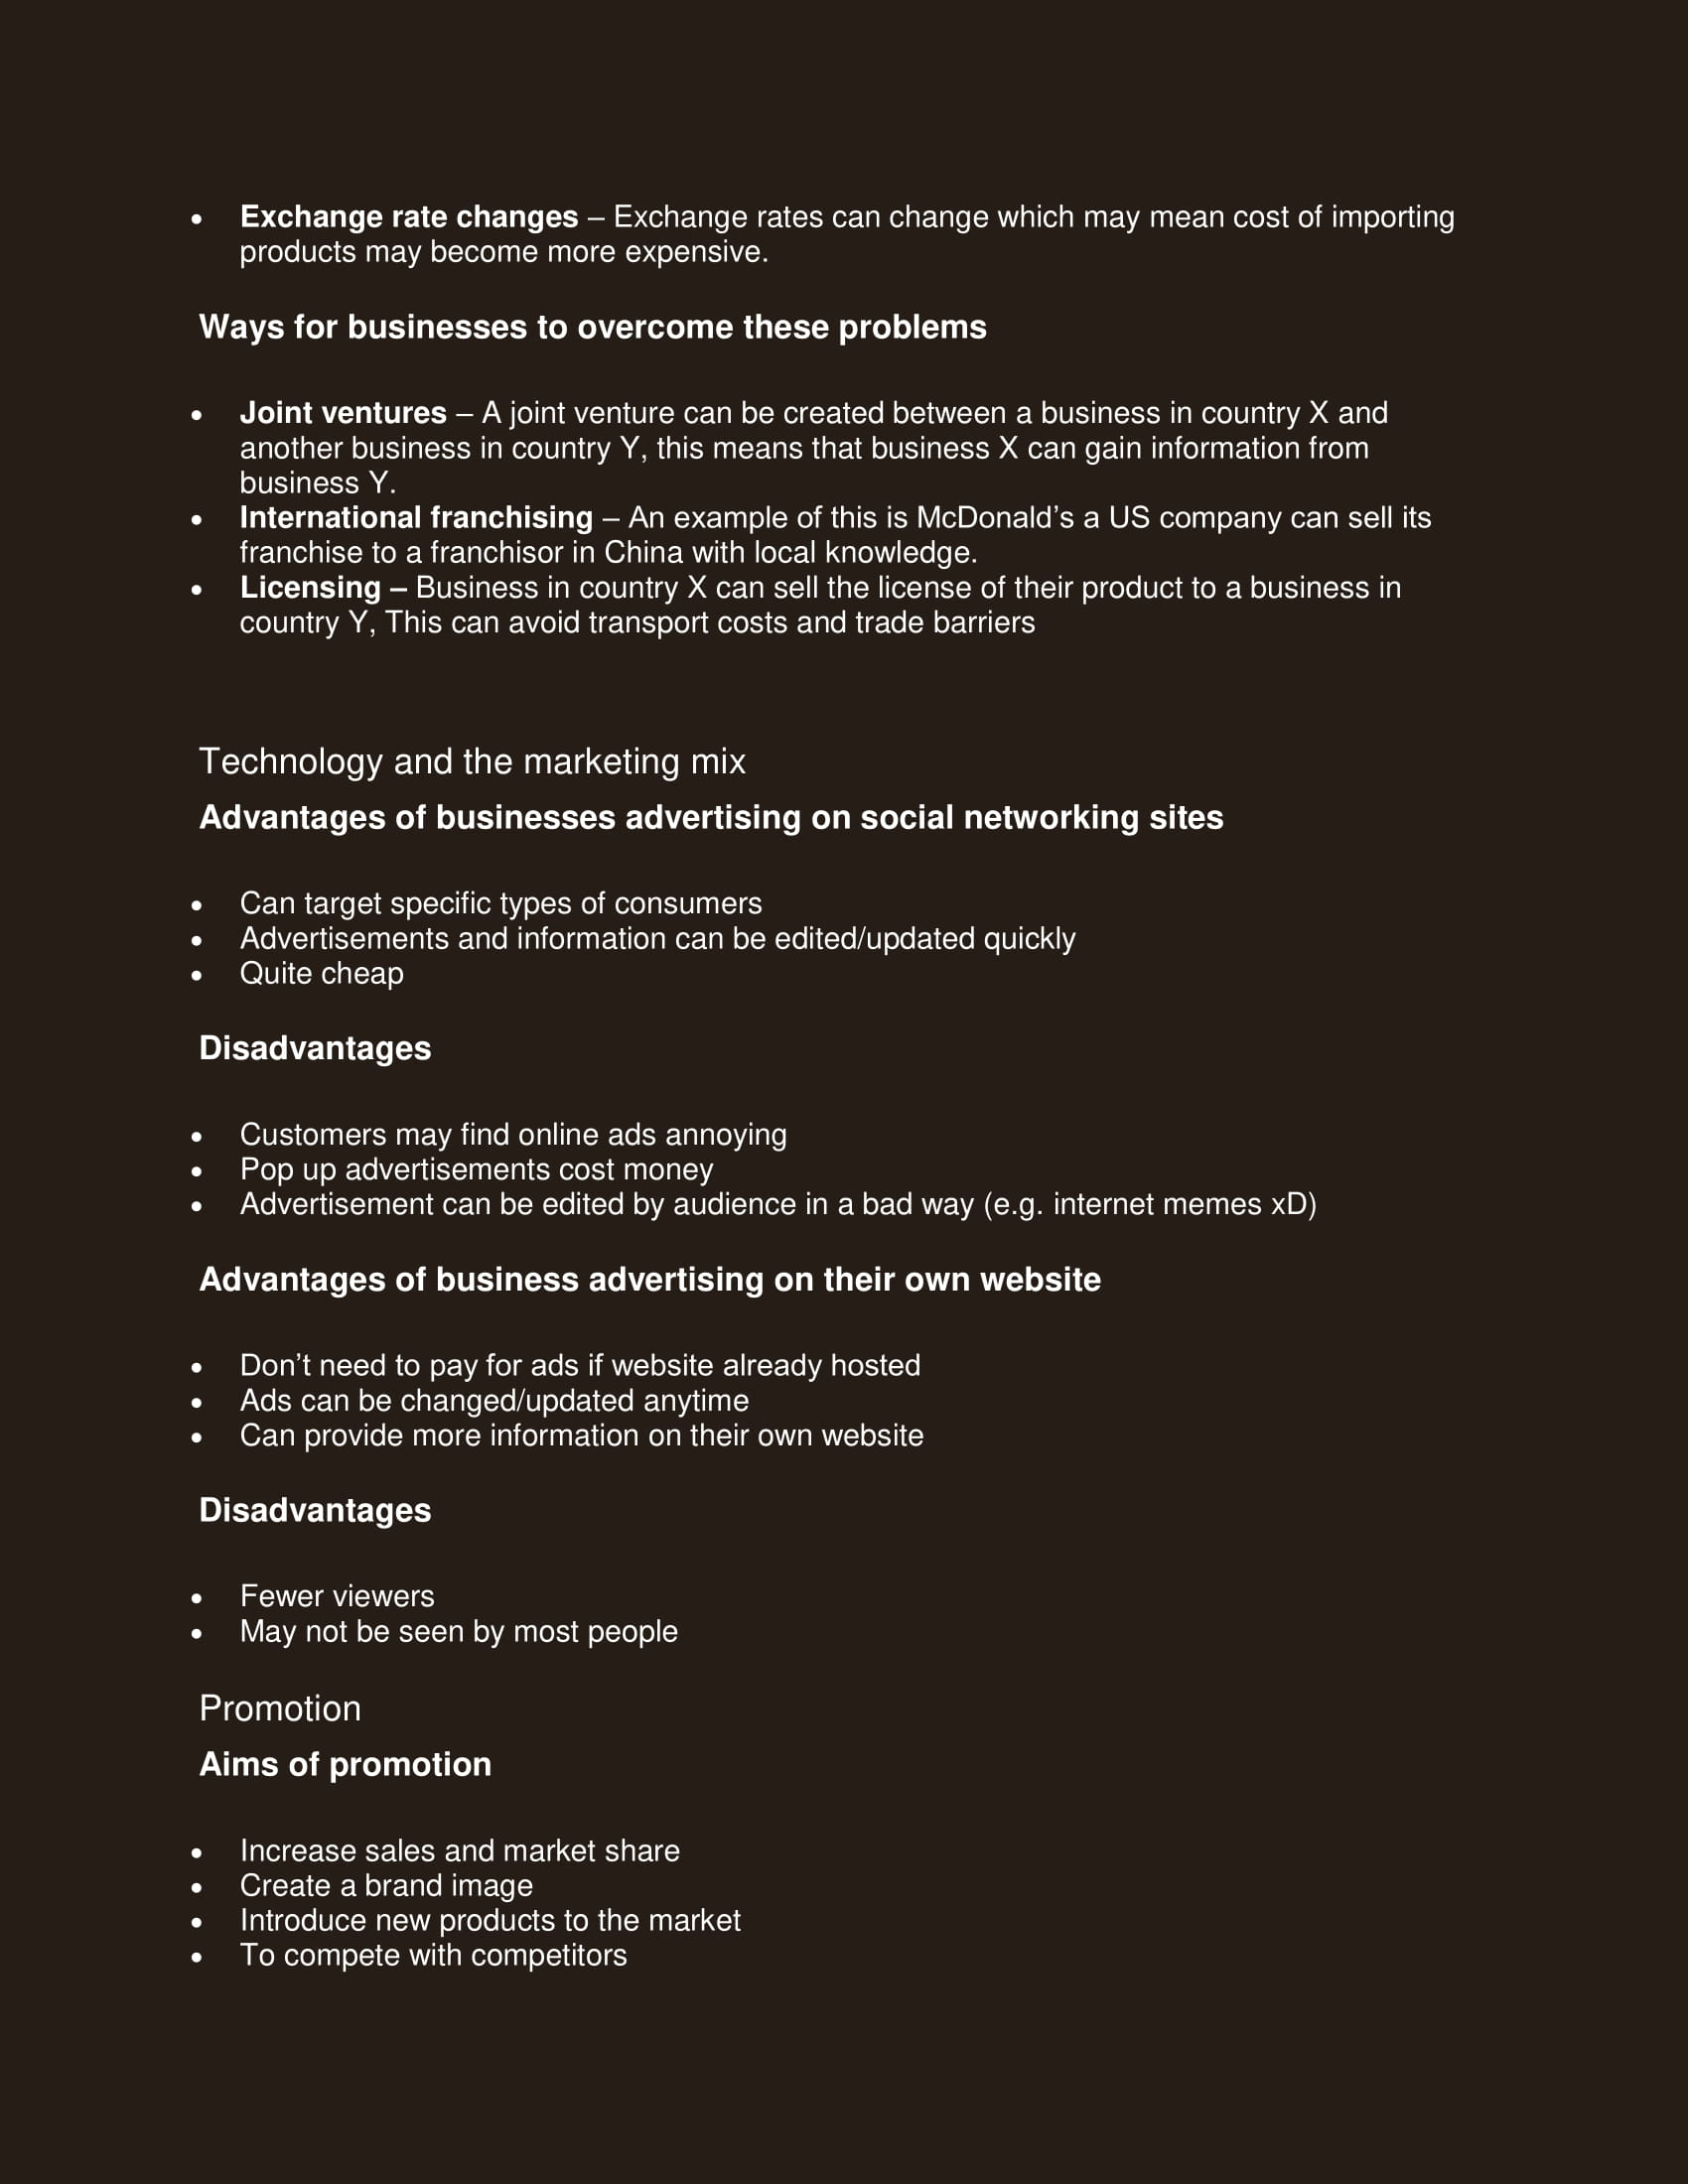 • Exchange rate changes – Exchange rates can change which may mean cost of importing
products may become more expensive.
Ways for businesses to overcome these problems
• Joint ventures – A joint venture can be created between a business in country X and
another business in country Y, this means that business X can gain information from
business Y.
• International franchising – An example of this is McDonald’s a US company can sell its
franchise to a franchisor in China with local knowledge.
• Licensing – Business in country X can sell the license of their product to a business in
country Y, This can avoid transport costs and trade barriers
Technology and the marketing mix
Advantages of businesses advertising on social networking sites
• Can target specific types of consumers
• Advertisements and information can be edited/updated quickly
• Quite cheap
Disadvantages
• Customers may find online ads annoying
• Pop up advertisements cost money
• Advertisement can be edited by audience in a bad way (e.g. internet memes xD)
Advantages of business advertising on their own website
• Don’t need to pay for ads if website already hosted
• Ads can be changed/updated anytime
• Can provide more information on their own website
Disadvantages
• Fewer viewers
• May not be seen by most people
Promotion
Aims of promotion
• Increase sales and market share
• Create a brand image
• Introduce new products to the market
• To compete with competitors